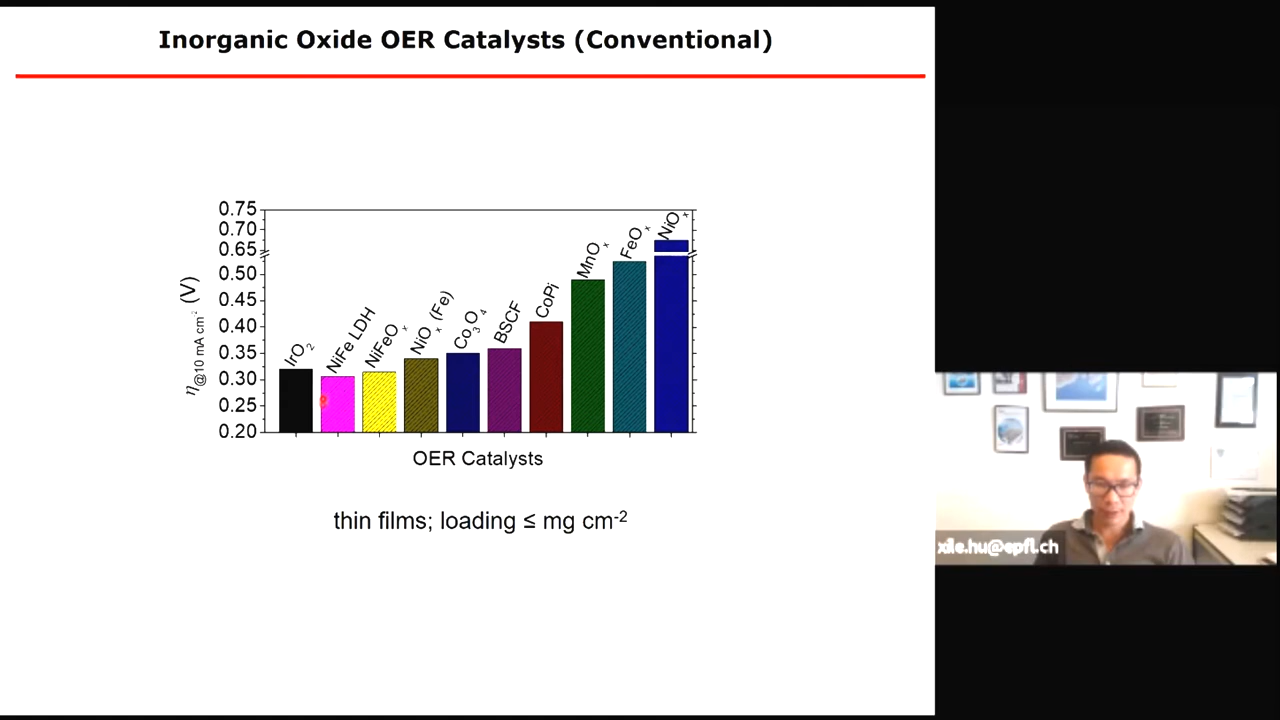 Inorganic Oxide OER Catalysts (Conventional)
0.75
0.70
0.65
0.50
0.45
0.40
0.35
0.30
0.25
0.20
η@10 mA cm⁻² (V)
IrO₂
NiFe LDH
NiFeOₓ
NiOₓ (Fe)
Co₃O₄
BSCF
CoPi
MnOₓ
FeOₓ
NiOₓ
OER Catalysts
thin films; loading ≤ mg cm⁻²
xile.hu@epfl.ch